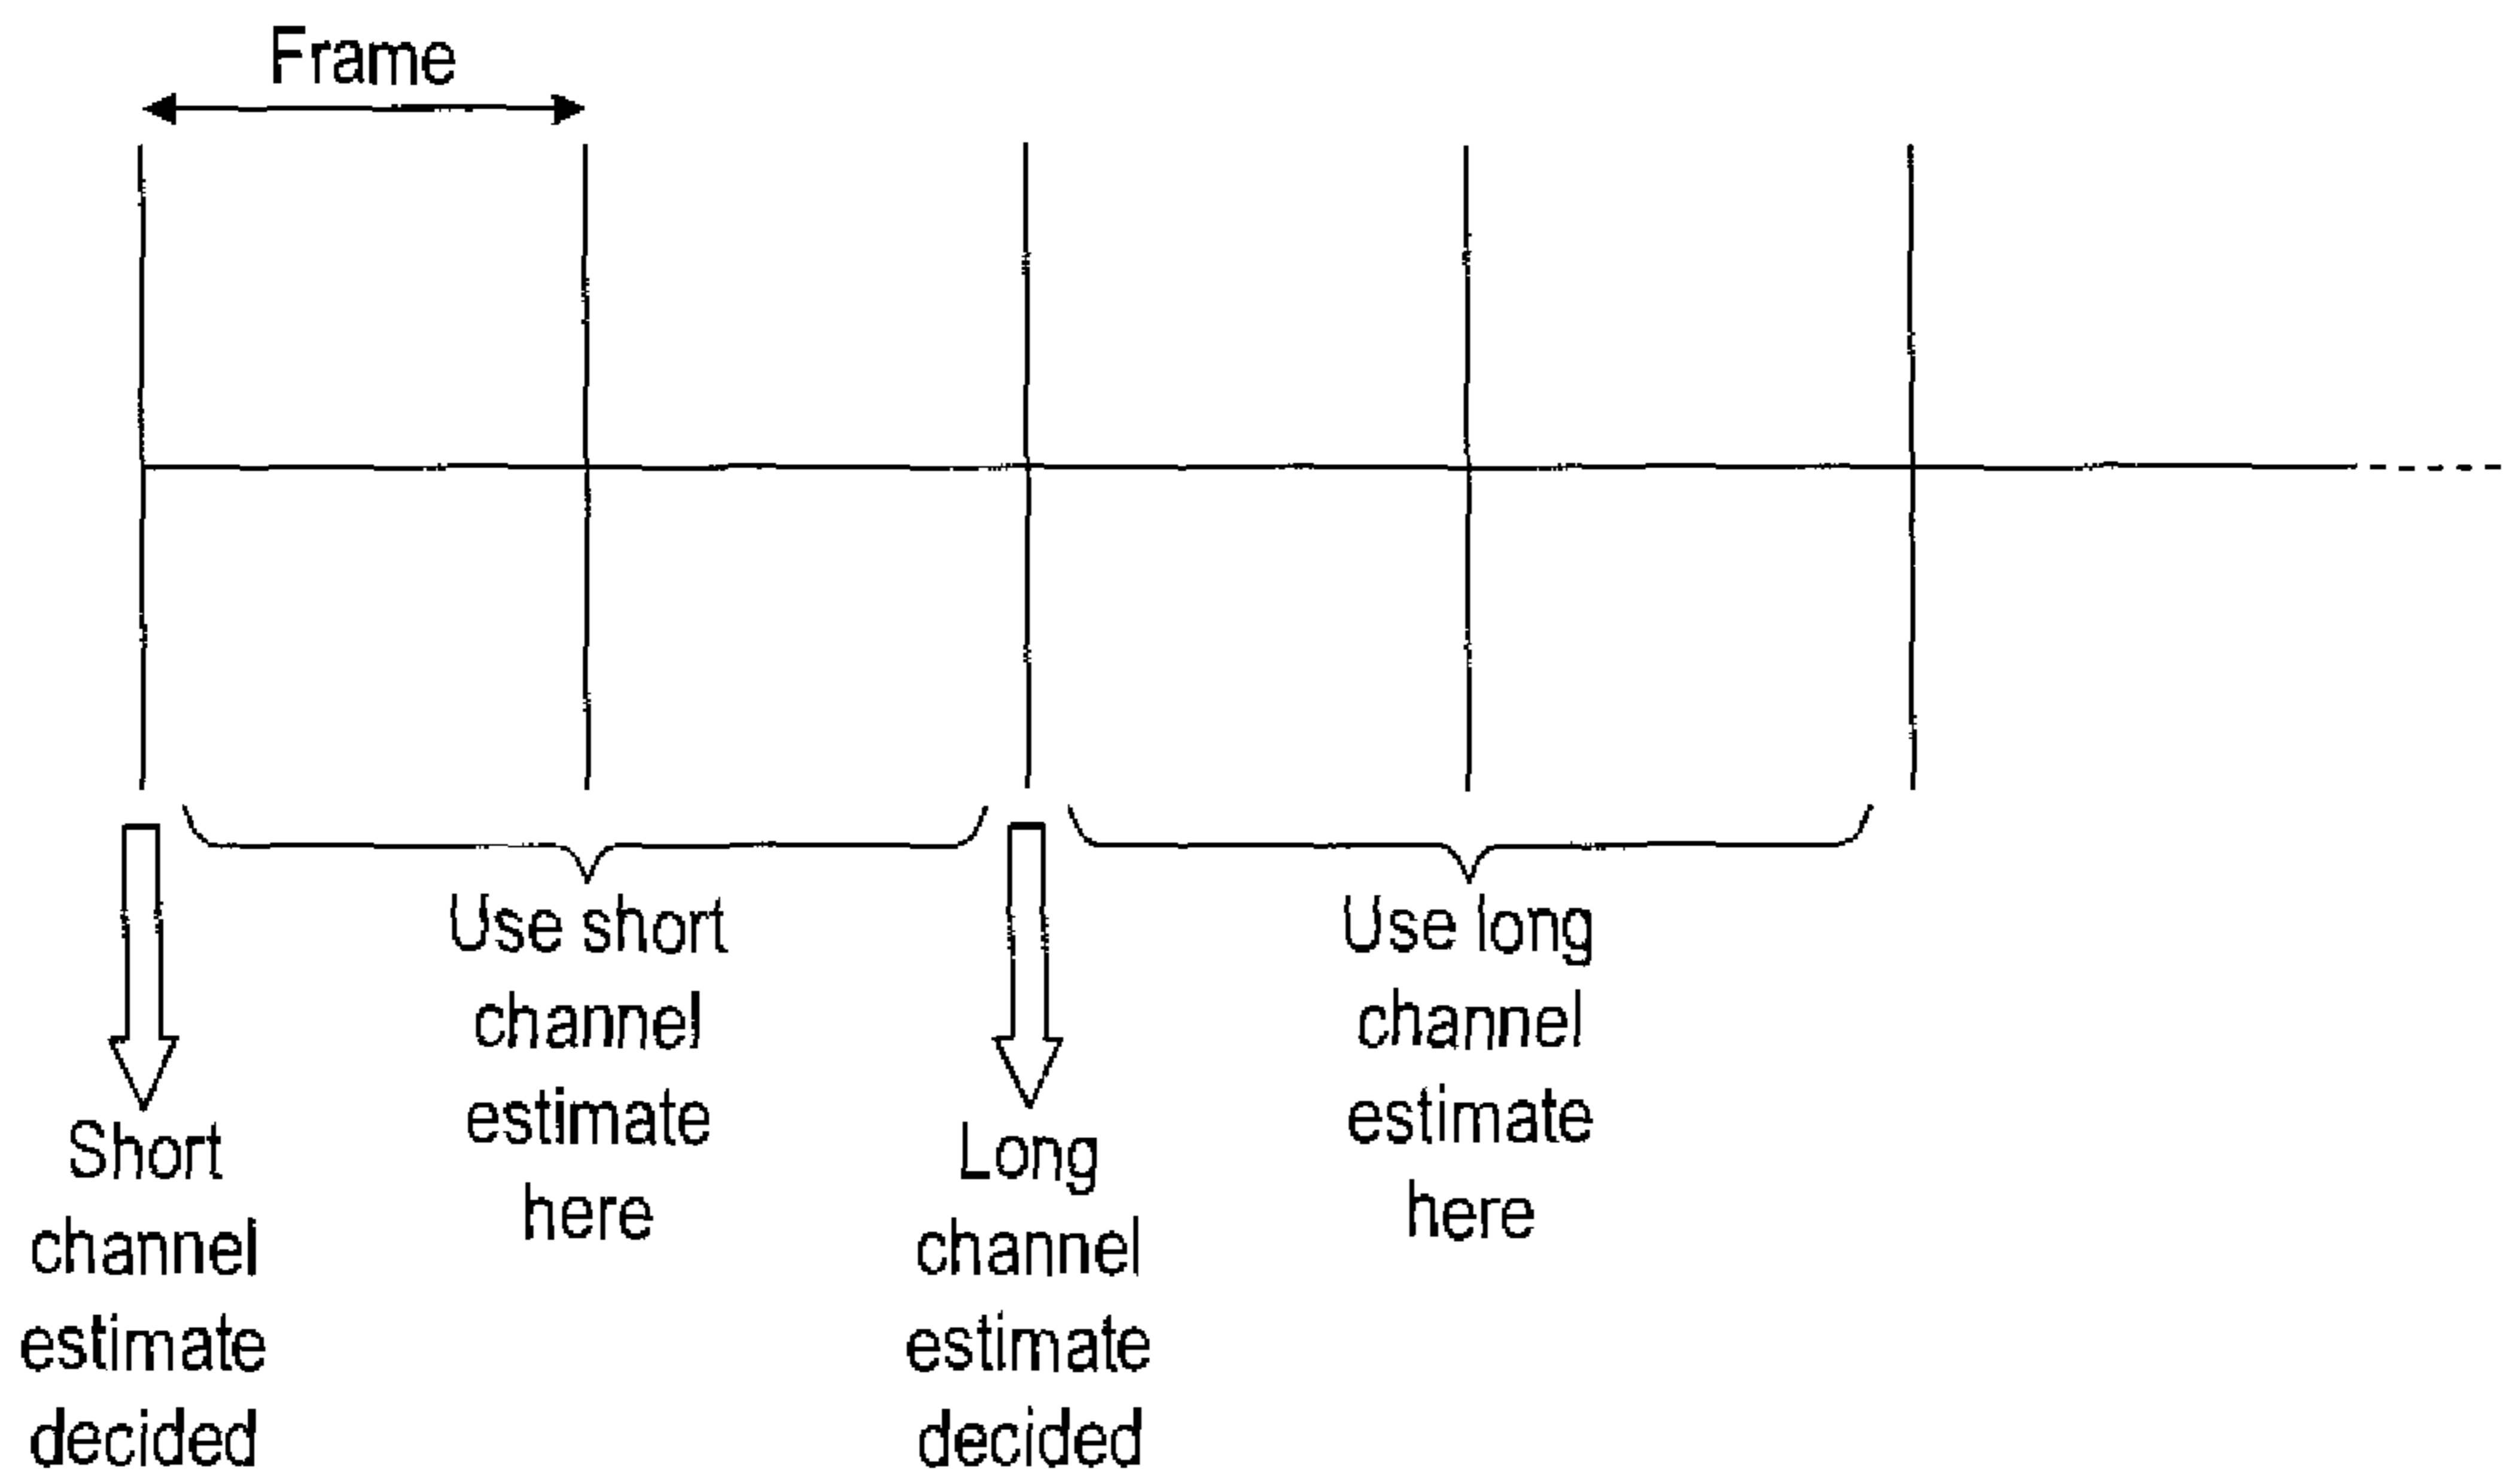 Frame
Use short
channel
estimate
here
Use long
channel
estimate
here
Short
channel
estimate
decided
Long
channel
estimate
decided